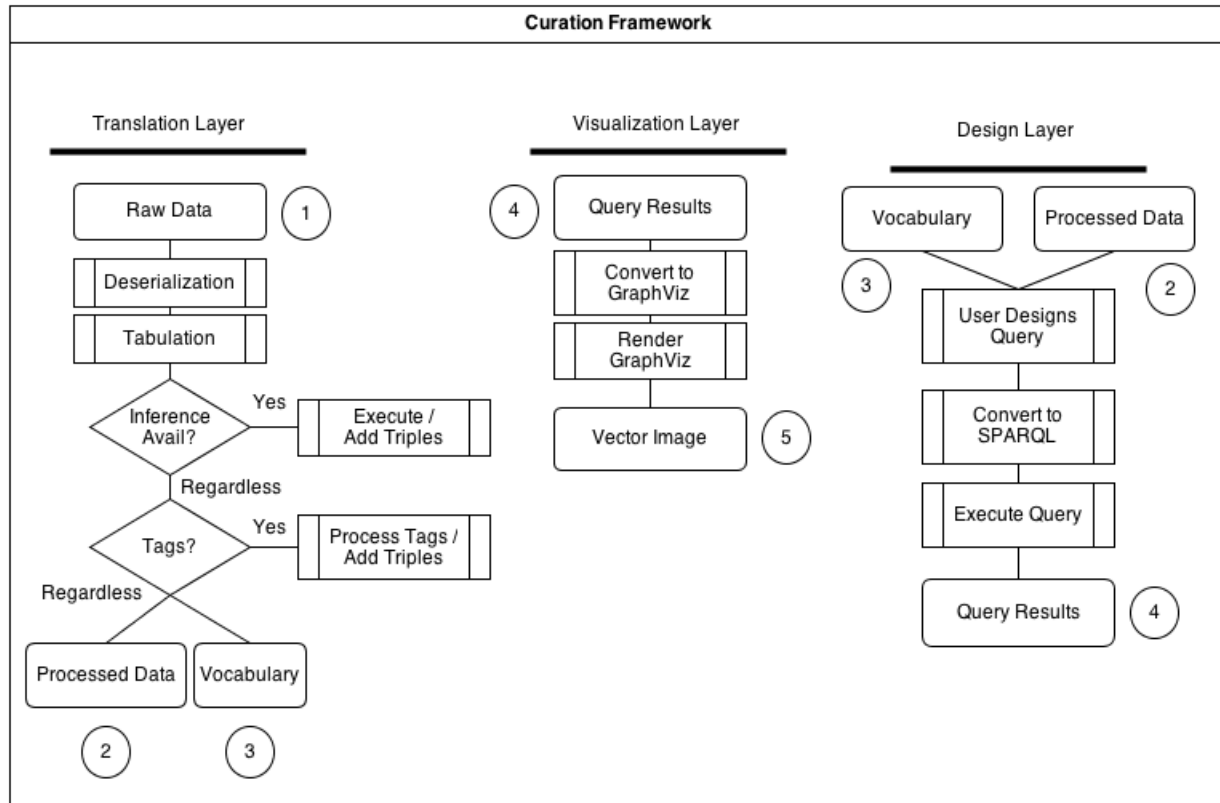 Curation Framework
Translation Layer
Raw Data
1
Deserialization
Tabulation
Inference
Avail?
Yes
Execute /
Add Triples
Regardless
Tags?
Yes
Process Tags /
Add Triples
Regardless
Processed Data
Vocabulary
2
3
Visualization Layer
4
Query Results
Convert to
GraphViz
Render
GraphViz
Vector Image
5
Design Layer
Vocabulary
Processed Data
3
2
User Designs
Query
Convert to
SPARQL
Execute Query
Query Results
4